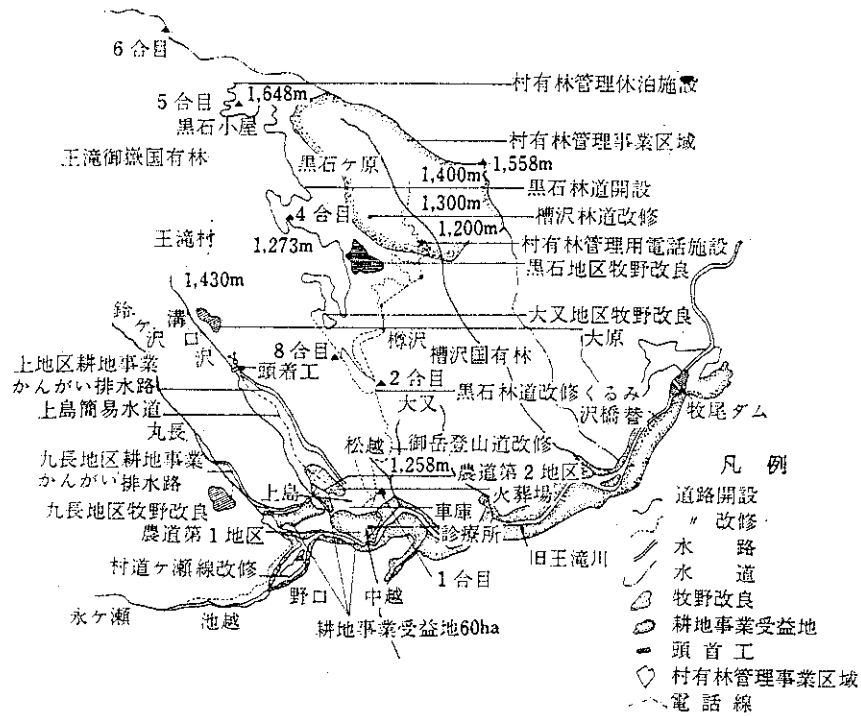 6合目
村有林管理休泊施設
5合目
1,648m
黒石小屋
村有林管理事業区域
王滝御嶽国有林
黒石ヶ原
1,400m
1,558m
黒石林道開設
1,300m
4合目
槽沢林道改修
1,200m
王滝村
1,273m
村有林管理用電話施設
黒石地区牧野改良
1,430m
鈴ヶ沢
溝口沢
大又地区牧野改良
大原
樽沢
槽沢国有林
8合目
上地区耕地事業
かんがい排水路
頭着工
2合目
黒石林道改修
くるみ
沢橋替
牧尾ダム
上島簡易水道
大又
丸長
松越
御岳登山道改修
九長地区耕地事業
かんがい排水路
1,258m
農道第2地区
凡例
上島
火葬場
道路開設
九長地区牧野改良
車庫
〃改修
農道第1地区
診療所
旧王滝川
水路
村道ヶ瀬線改修
1合目
水道
野口
中越
牧野改良
永ヶ瀬
池越
耕地事業受益地60ha
耕地事業受益地
頭首工
村有林管理事業区域
電話線